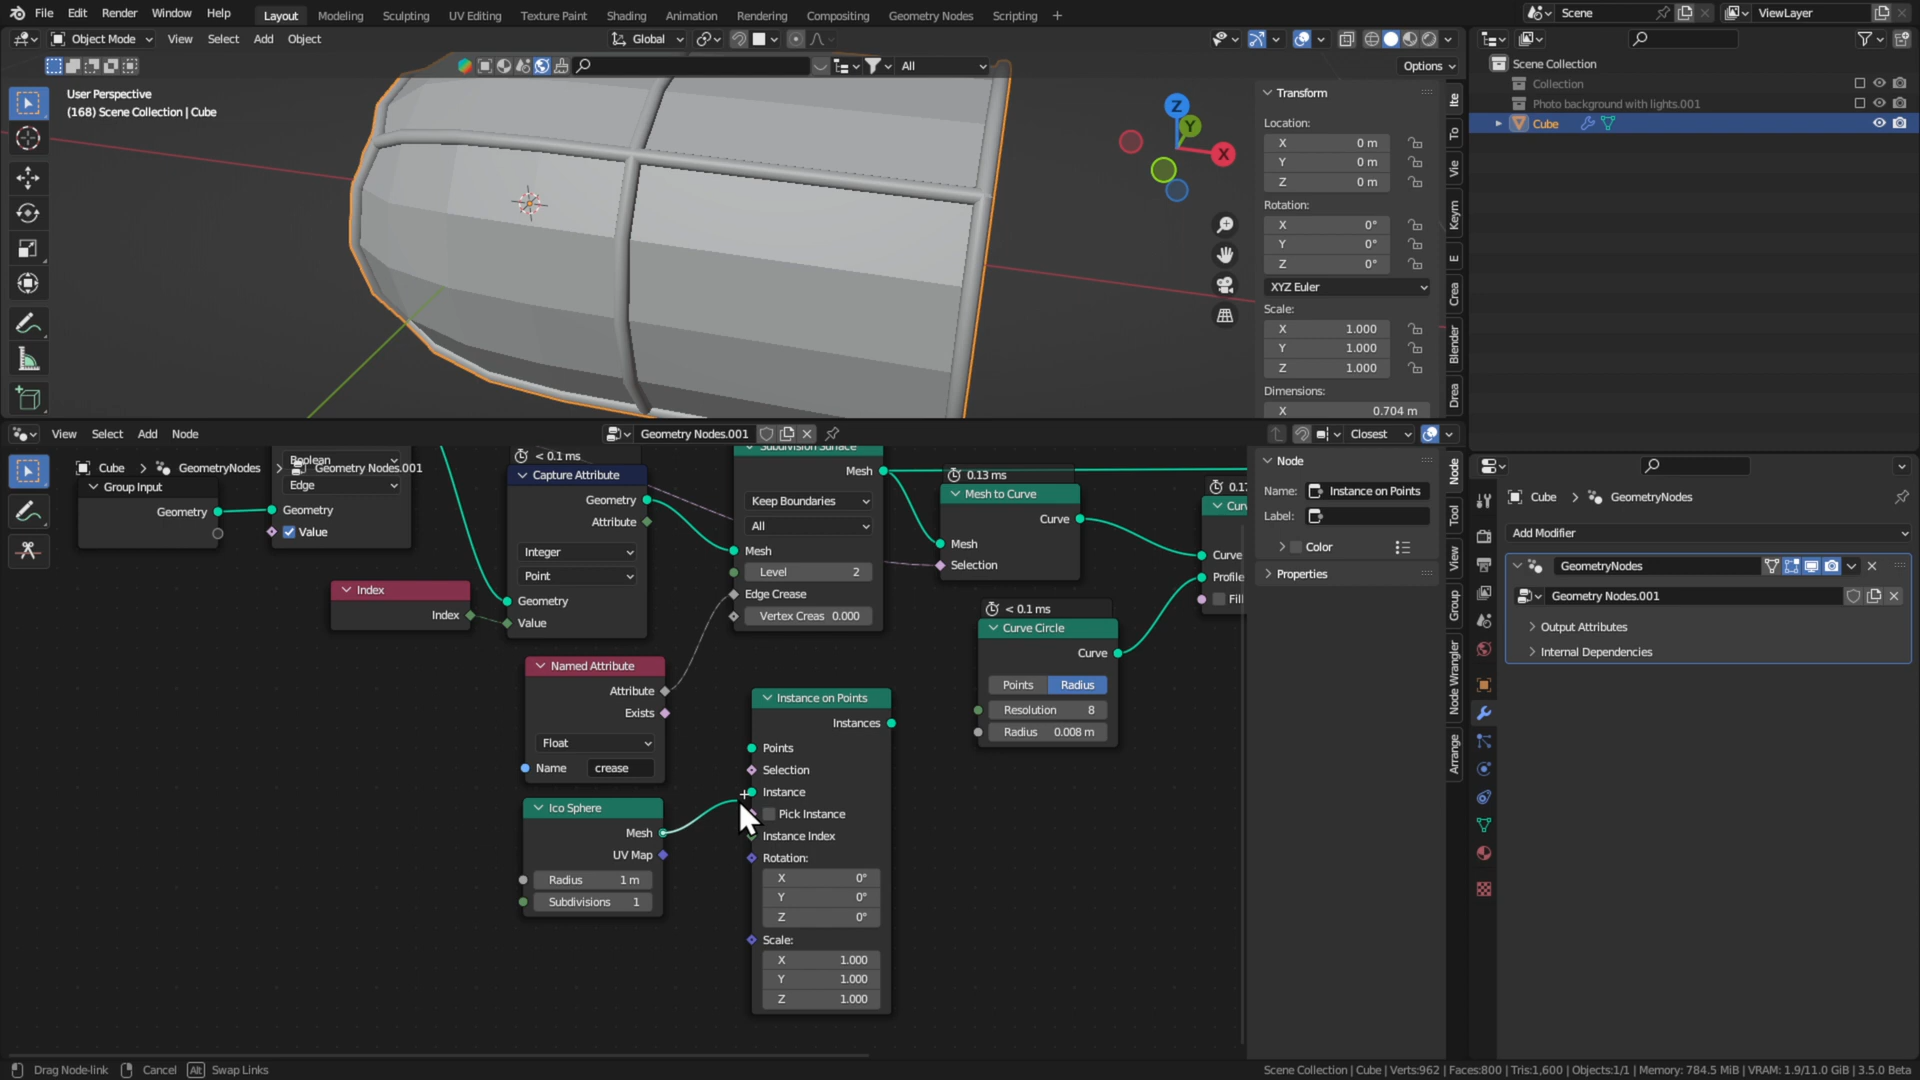 File Edit Render Window Help Layout Modeling Sculpting UV Editing Texture Paint Shading Animation Rendering Compositing Geometry Nodes Scripting + Scene ViewLayer
Object Mode View Select Add Object Global
All Options
User Perspective
(168) Scene Collection | Cube
Z
Y
X
Transform
Location:
X 0 m
Y 0 m
Z 0 m
Rotation:
X 0°
Y 0°
Z 0°
XYZ Euler
Scale:
X 1.000
Y 1.000
Z 1.000
Dimensions:
X 0.704 m
Ite
To
Vie
Keym
E
Crea
Blender
Drea
Scene Collection
Collection
Photo background with lights.001
Cube
View Select Add Node Geometry Nodes.001 Closest
Cube > GeometryNodes > Geometry Nodes.001
Group Input
Geometry
Boolean
Edge
Geometry
Value
Index
Index
< 0.1 ms
Capture Attribute
Geometry
Attribute
Integer
Point
Geometry
Value
Named Attribute
Attribute
Exists
Float
Name crease
Ico Sphere
Mesh
UV Map
Radius 1 m
Subdivisions 1
Subdivision Surface
Mesh
Keep Boundaries
All
Mesh
Level 2
Edge Crease
Vertex Creas 0.000
Instance on Points
Instances
Points
Selection
Instance
Pick Instance
Instance Index
Rotation:
X 0°
Y 0°
Z 0°
Scale:
X 1.000
Y 1.000
Z 1.000
0.13 ms
Mesh to Curve
Curve
Mesh
Selection
< 0.1 ms
Curve Circle
Curve
Points Radius
Resolution 8
Radius 0.008 m
0.17
Curv
Curve
Profile
Fill
Node
Name: Instance on Points
Label:
Color
Properties
Node
Tool
View
Group
Node Wrangler
Arrange
Cube > GeometryNodes
Add Modifier
GeometryNodes
Geometry Nodes.001
Output Attributes
Internal Dependencies
Drag Node-link Cancel Alt Swap Links Scene Collection | Cube | Verts:962 | Faces:800 | Tris:1,600 | Objects:1/1 | Memory: 784.5 MiB | VRAM: 1.9/11.0 GiB | 3.5.0 Beta